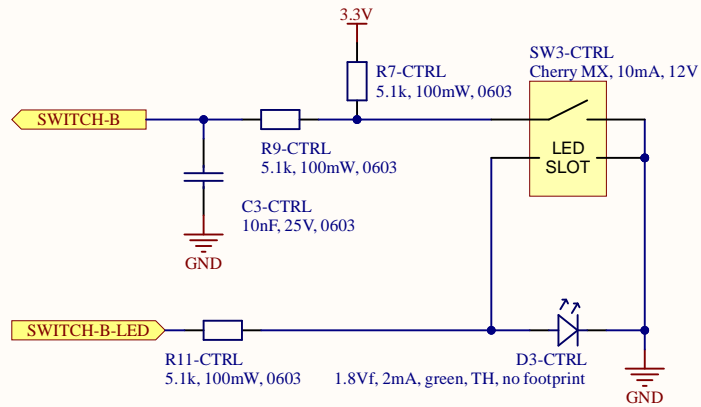 3.3V
SW3-CTRL
Cherry MX, 10mA, 12V
R7-CTRL
5.1k, 100mW, 0603
SWITCH-B
R9-CTRL
5.1k, 100mW, 0603
LED
SLOT
C3-CTRL
10nF, 25V, 0603
GND
SWITCH-B-LED
R11-CTRL
5.1k, 100mW, 0603
D3-CTRL
1.8Vf, 2mA, green, TH, no footprint
GND